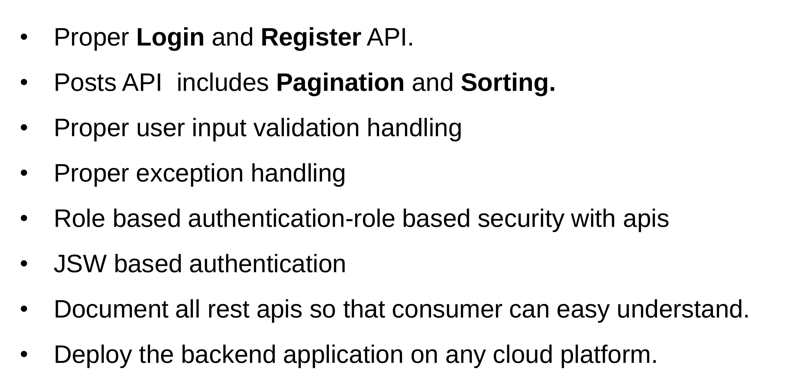 • Proper Login and Register API.
• Posts API  includes Pagination and Sorting.
• Proper user input validation handling
• Proper exception handling
• Role based authentication-role based security with apis
• JSW based authentication
• Document all rest apis so that consumer can easy understand.
• Deploy the backend application on any cloud platform.